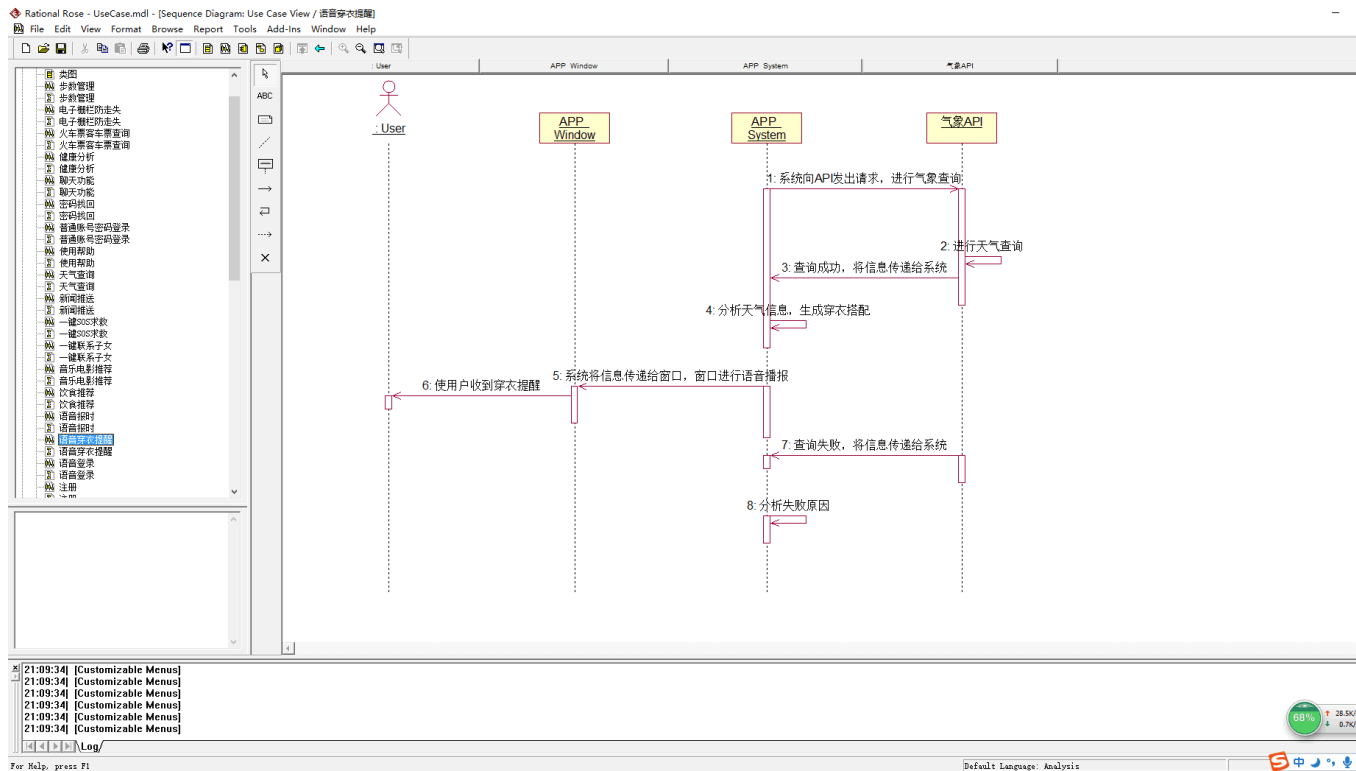 Rational Rose - UseCase.mdl - [Sequence Diagram: Use Case View / 语音穿衣提醒]
File Edit View Format Browse Report Tools Add-Ins Window Help
: User APP Window APP System 气象API
类图
步数管理
步数管理
电子栅栏防走失
电子栅栏防走失
火车票客车票查询
火车票客车票查询
健康分析
健康分析
聊天功能
聊天功能
密码找回
密码找回
普通账号密码登录
普通账号密码登录
使用帮助
使用帮助
天气查询
天气查询
新闻推送
新闻推送
一键SOS求救
一键SOS求救
一键联系子女
一键联系子女
音乐电影推荐
音乐电影推荐
饮食推荐
饮食推荐
语音报时
语音报时
语音穿衣提醒
语音穿衣提醒
语音登录
语音登录
注册
ABC
: User
APP
Window
APP
System
气象API
1: 系统向API发出请求，进行气象查询
2: 进行天气查询
3: 查询成功，将信息传递给系统
4: 分析天气信息，生成穿衣搭配
5: 系统将信息传递给窗口，窗口进行语音播报
6: 使用户收到穿衣提醒
7: 查询失败，将信息传递给系统
8: 分析失败原因
21:09:34| [Customizable Menus]
21:09:34| [Customizable Menus]
21:09:34| [Customizable Menus]
21:09:34| [Customizable Menus]
21:09:34| [Customizable Menus]
21:09:34| [Customizable Menus]
Log
68%
28.5K/
0.7K/
For Help, press F1
Default Language: Analysis
中